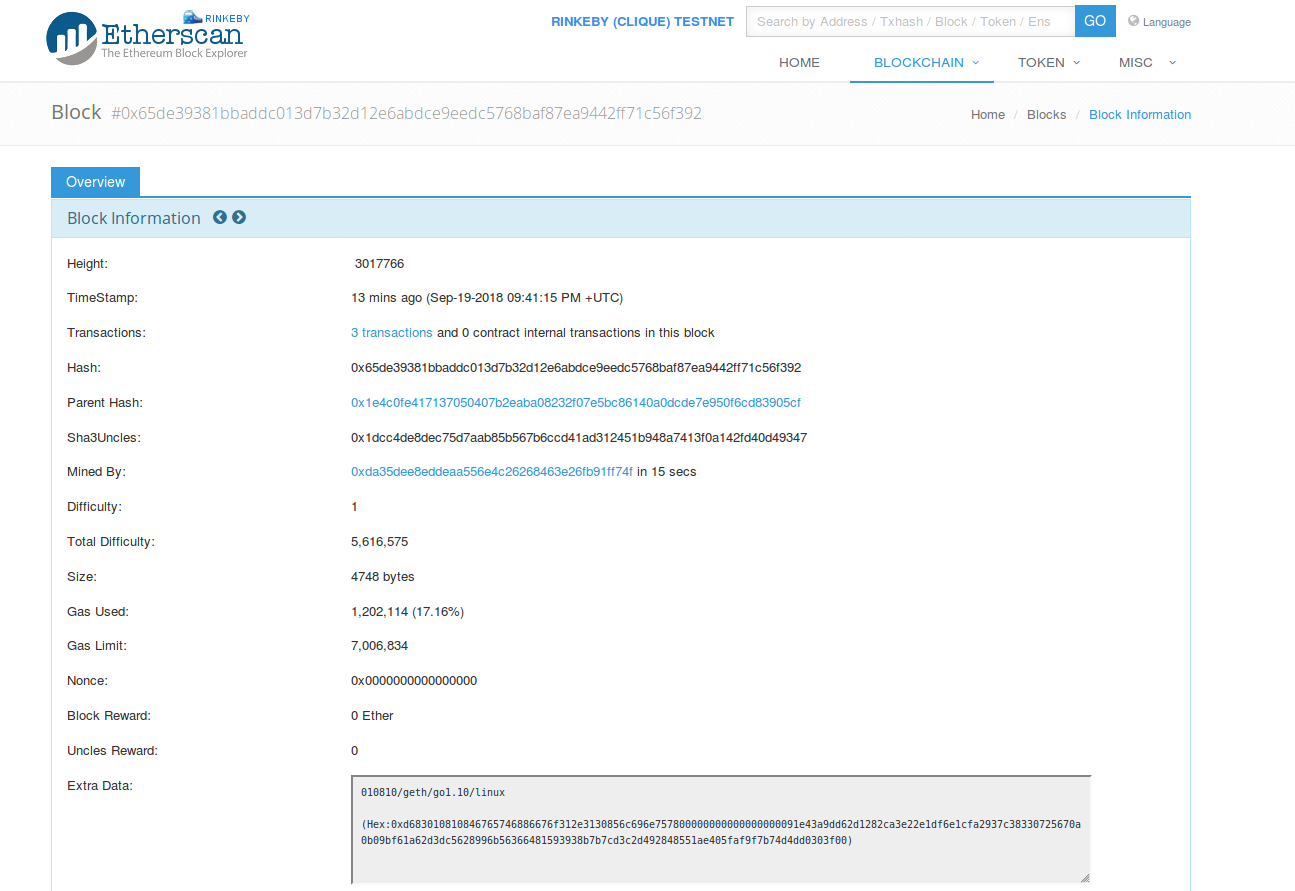 RINKEBY
Etherscan
The Ethereum Block Explorer
RINKEBY (CLIQUE) TESTNET
Search by Address / Txhash / Block / Token / Ens
GO
Language
HOME
BLOCKCHAIN
TOKEN
MISC
Block #0x65de39381bbaddc013d7b32d12e6abdce9eedc5768baf87ea9442ff71c56f392
Home / Blocks / Block Information
Overview
Block Information
Height: 3017766
TimeStamp: 13 mins ago (Sep-19-2018 09:41:15 PM +UTC)
Transactions: 3 transactions and 0 contract internal transactions in this block
Hash: 0x65de39381bbaddc013d7b32d12e6abdce9eedc5768baf87ea9442ff71c56f392
Parent Hash: 0x1e4c0fe417137050407b2eaba08232f07e5bc86140a0dcde7e950f6cd83905cf
Sha3Uncles: 0x1dcc4de8dec75d7aab85b567b6ccd41ad312451b948a7413f0a142fd40d49347
Mined By: 0xda35dee8eddeaa556e4c26268463e26fb91ff74f in 15 secs
Difficulty: 1
Total Difficulty: 5,616,575
Size: 4748 bytes
Gas Used: 1,202,114 (17.16%)
Gas Limit: 7,006,834
Nonce: 0x0000000000000000
Block Reward: 0 Ether
Uncles Reward: 0
Extra Data: 010810/geth/go1.10/linux
(Hex:0xd683010810846765746886676f312e3130856c696e7578000000000000000000091e43a9dd62d1282ca3e22e1df6e1cfa2937c38330725670a
0b09bf61a62d3dc5628996b56366481593938b7b7cd3c2d492848551ae405faf9f7b74d4dd0303f00)